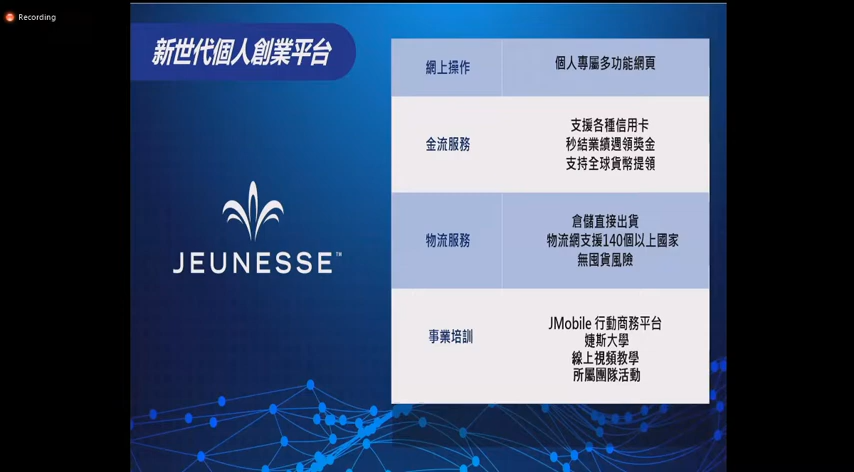 Recording
新世代個人創業平台
JEUNESSE™
網上操作
個人專屬多功能網頁
金流服務
支援各種信用卡
秒結業績週領獎金
支持全球貨幣提領
物流服務
倉儲直接出貨
物流網支援140個以上國家
無囤貨風險
事業培訓
JMobile 行動商務平台
婕斯大學
線上視頻教學
所屬團隊活動